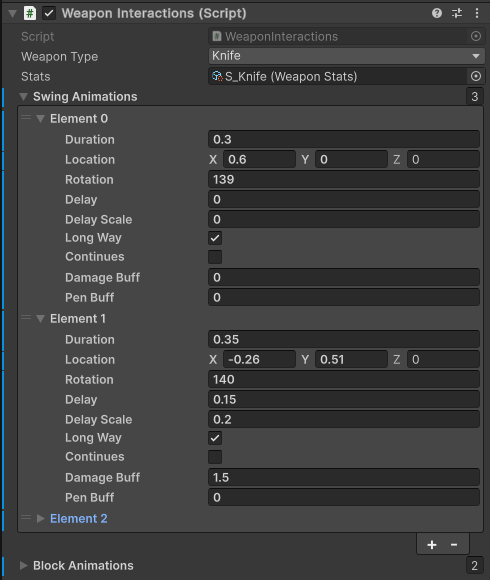 Weapon Interactions (Script)
Script WeaponInteractions
Weapon Type Knife
Stats S_Knife (Weapon Stats)
Swing Animations 3
Element 0
Duration 0.3
Location X 0.6 Y 0 Z 0
Rotation 139
Delay 0
Delay Scale 0
Long Way
Continues
Damage Buff 0
Pen Buff 0
Element 1
Duration 0.35
Location X -0.26 Y 0.51 Z 0
Rotation 140
Delay 0.15
Delay Scale 0.2
Long Way
Continues
Damage Buff 1.5
Pen Buff 0
Element 2
+ -
Block Animations 2